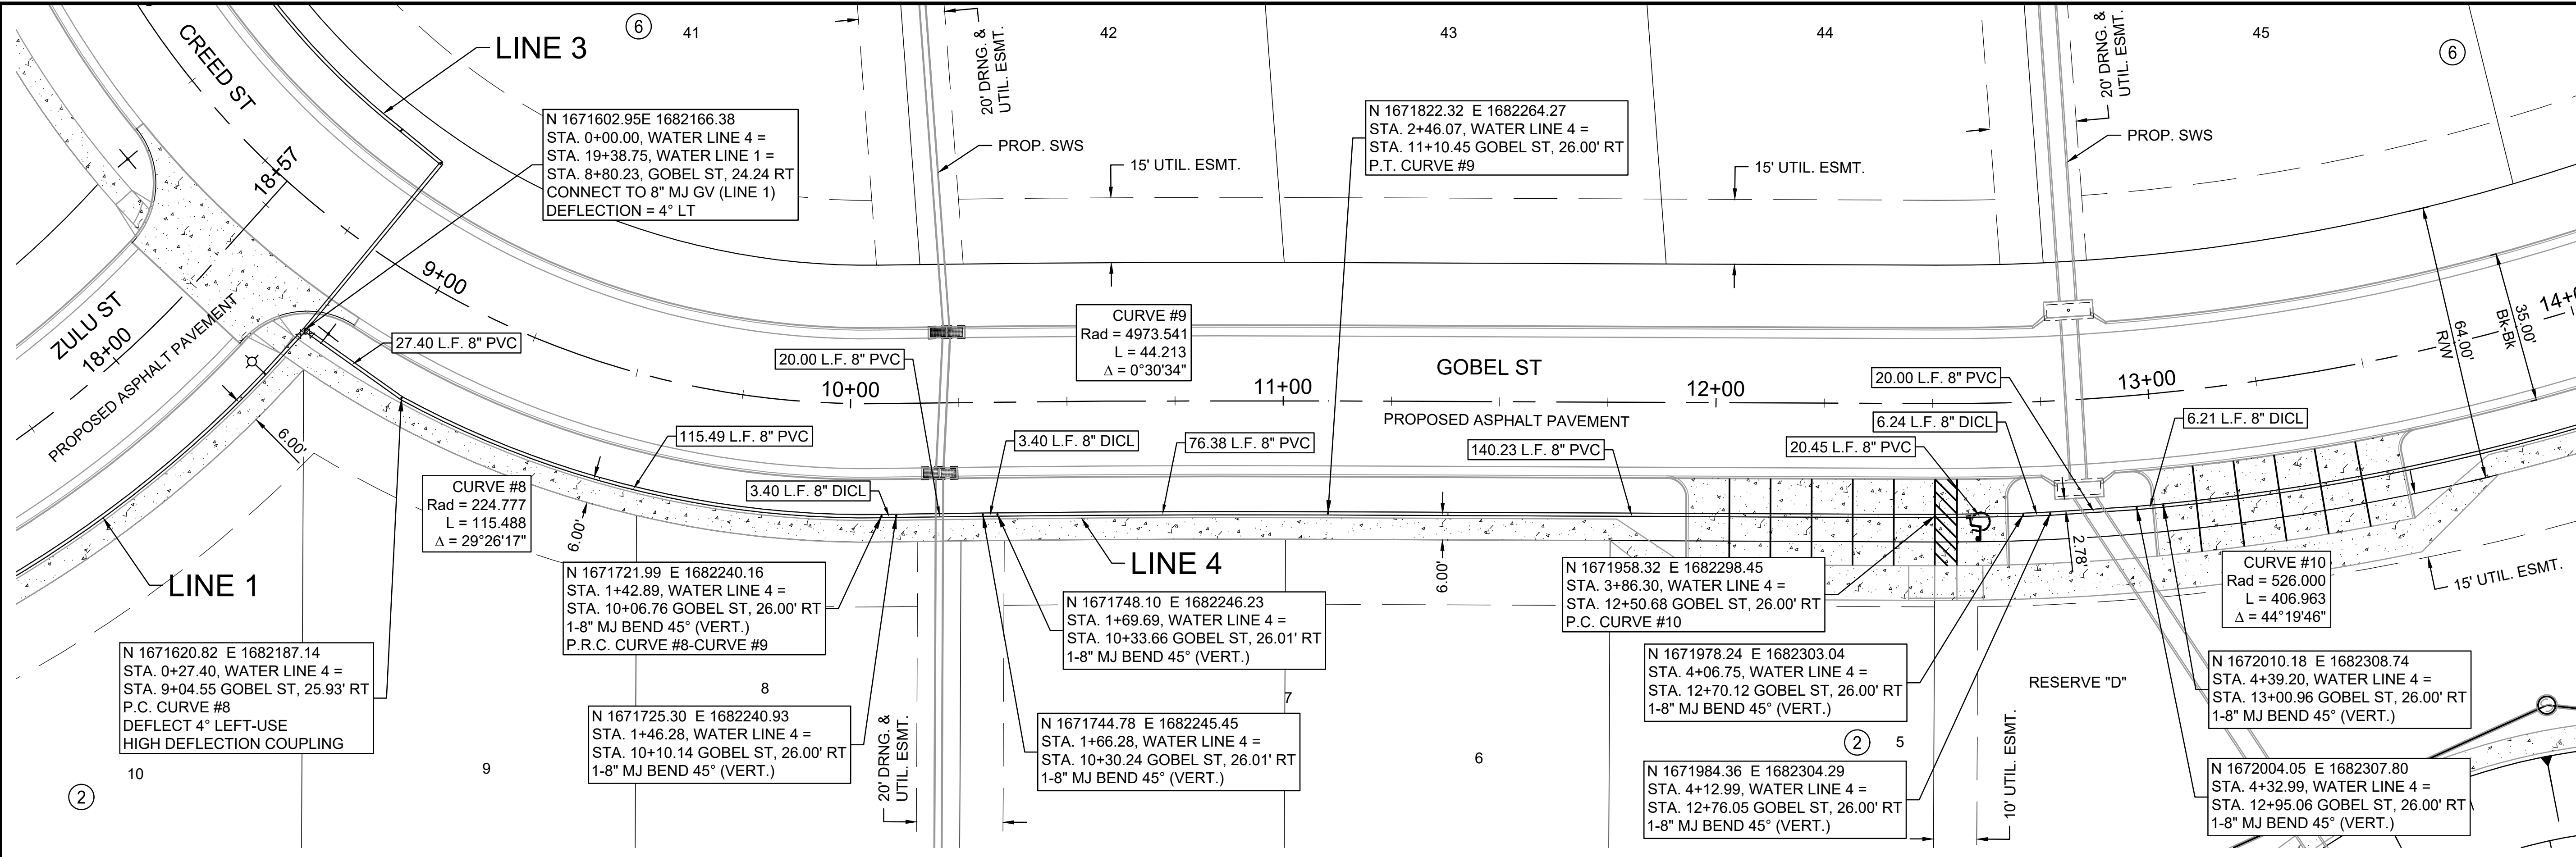 6
41
42
43
44
45
6
LINE 3
CREED ST
20' DRNG. &
UTIL. ESMT.
20' DRNG. &
UTIL. ESMT.
N 1671602.95E 1682166.38
STA. 0+00.00, WATER LINE 4 =
STA. 19+38.75, WATER LINE 1 =
STA. 8+80.23, GOBEL ST, 24.24 RT
CONNECT TO 8" MJ GV (LINE 1)
DEFLECTION = 4° LT
N 1671822.32  E 1682264.27
STA. 2+46.07, WATER LINE 4 =
STA. 11+10.45 GOBEL ST, 26.00' RT
P.T. CURVE #9
PROP. SWS
PROP. SWS
15' UTIL. ESMT.
15' UTIL. ESMT.
18+57
9+00
ZULU ST
18+00
PROPOSED ASPHALT PAVEMENT
27.40 L.F. 8" PVC
20.00 L.F. 8" PVC
10+00
CURVE #9
Rad = 4973.541
L = 44.213
Δ = 0°30'34"
11+00
GOBEL ST
12+00
20.00 L.F. 8" PVC
13+00
64.00'
R/W
35.00'
Bk-Bk
PROPOSED ASPHALT PAVEMENT
6.24 L.F. 8" DICL
6.21 L.F. 8" DICL
6.00'
115.49 L.F. 8" PVC
3.40 L.F. 8" DICL
76.38 L.F. 8" PVC
140.23 L.F. 8" PVC
20.45 L.F. 8" PVC
CURVE #8
Rad = 224.777
L = 115.488
Δ = 29°26'17"
3.40 L.F. 8" DICL
6.00'
LINE 1
LINE 4
6.00'
2.78'
CURVE #10
Rad = 526.000
L = 406.963
Δ = 44°19'46"
15' UTIL. ESMT.
N 1671721.99  E 1682240.16
STA. 1+42.89, WATER LINE 4 =
STA. 10+06.76 GOBEL ST, 26.00' RT
1-8" MJ BEND 45° (VERT.)
P.R.C. CURVE #8-CURVE #9
N 1671748.10  E 1682246.23
STA. 1+69.69, WATER LINE 4 =
STA. 10+33.66 GOBEL ST, 26.01' RT
1-8" MJ BEND 45° (VERT.)
N 1671958.32  E 1682298.45
STA. 3+86.30, WATER LINE 4 =
STA. 12+50.68 GOBEL ST, 26.00' RT
P.C. CURVE #10
N 1671620.82  E 1682187.14
STA. 0+27.40, WATER LINE 4 =
STA. 9+04.55 GOBEL ST, 25.93' RT
P.C. CURVE #8
DEFLECT 4° LEFT-USE
HIGH DEFLECTION COUPLING
N 1671978.24  E 1682303.04
STA. 4+06.75, WATER LINE 4 =
STA. 12+70.12 GOBEL ST, 26.00' RT
1-8" MJ BEND 45° (VERT.)
RESERVE "D"
N 1672010.18  E 1682308.74
STA. 4+39.20, WATER LINE 4 =
STA. 13+00.96 GOBEL ST, 26.00' RT
1-8" MJ BEND 45° (VERT.)
8
7
N 1671725.30  E 1682240.93
STA. 1+46.28, WATER LINE 4 =
STA. 10+10.14 GOBEL ST, 26.00' RT
1-8" MJ BEND 45° (VERT.)
20' DRNG. &
UTIL. ESMT.
N 1671744.78  E 1682245.45
STA. 1+66.28, WATER LINE 4 =
STA. 10+30.24 GOBEL ST, 26.01' RT
1-8" MJ BEND 45° (VERT.)
2
5
10' UTIL. ESMT.
10
9
6
2
N 1671984.36  E 1682304.29
STA. 4+12.99, WATER LINE 4 =
STA. 12+76.05 GOBEL ST, 26.00' RT
1-8" MJ BEND 45° (VERT.)
N 1672004.05  E 1682307.80
STA. 4+32.99, WATER LINE 4 =
STA. 12+95.06 GOBEL ST, 26.00' RT
1-8" MJ BEND 45° (VERT.)